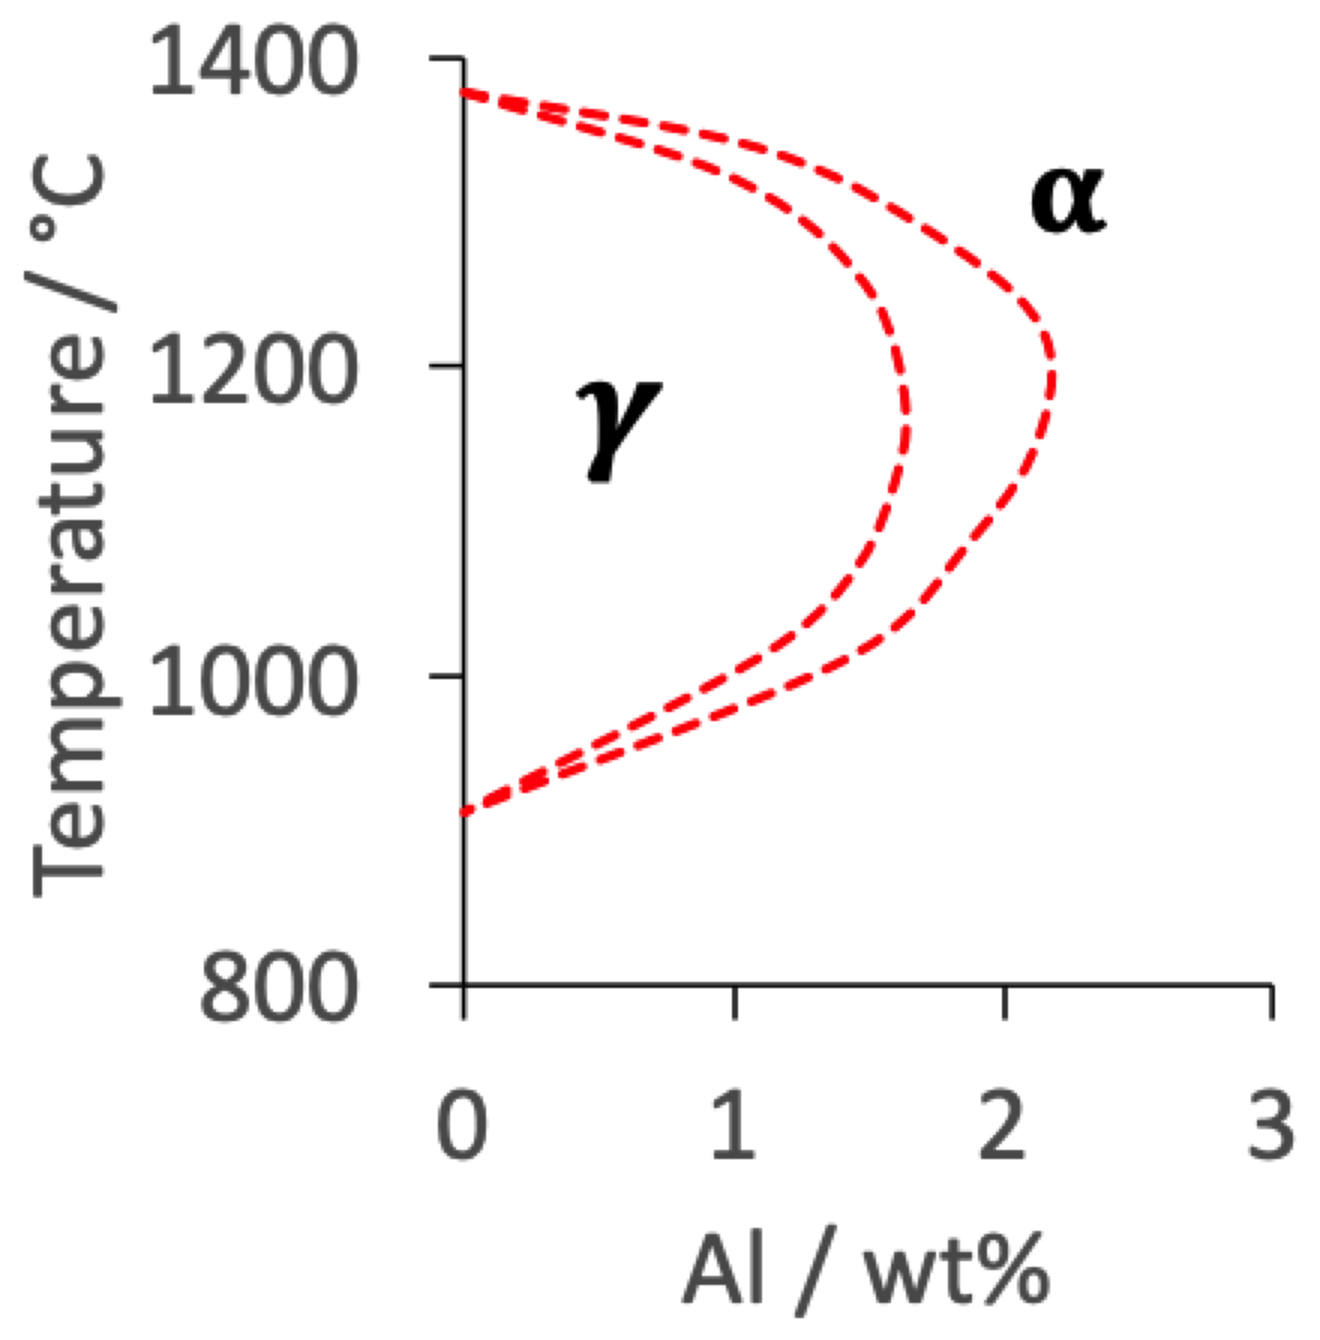 Temperature / °C
1400
1200
1000
800
α
γ
0 1 2 3
Al / wt%